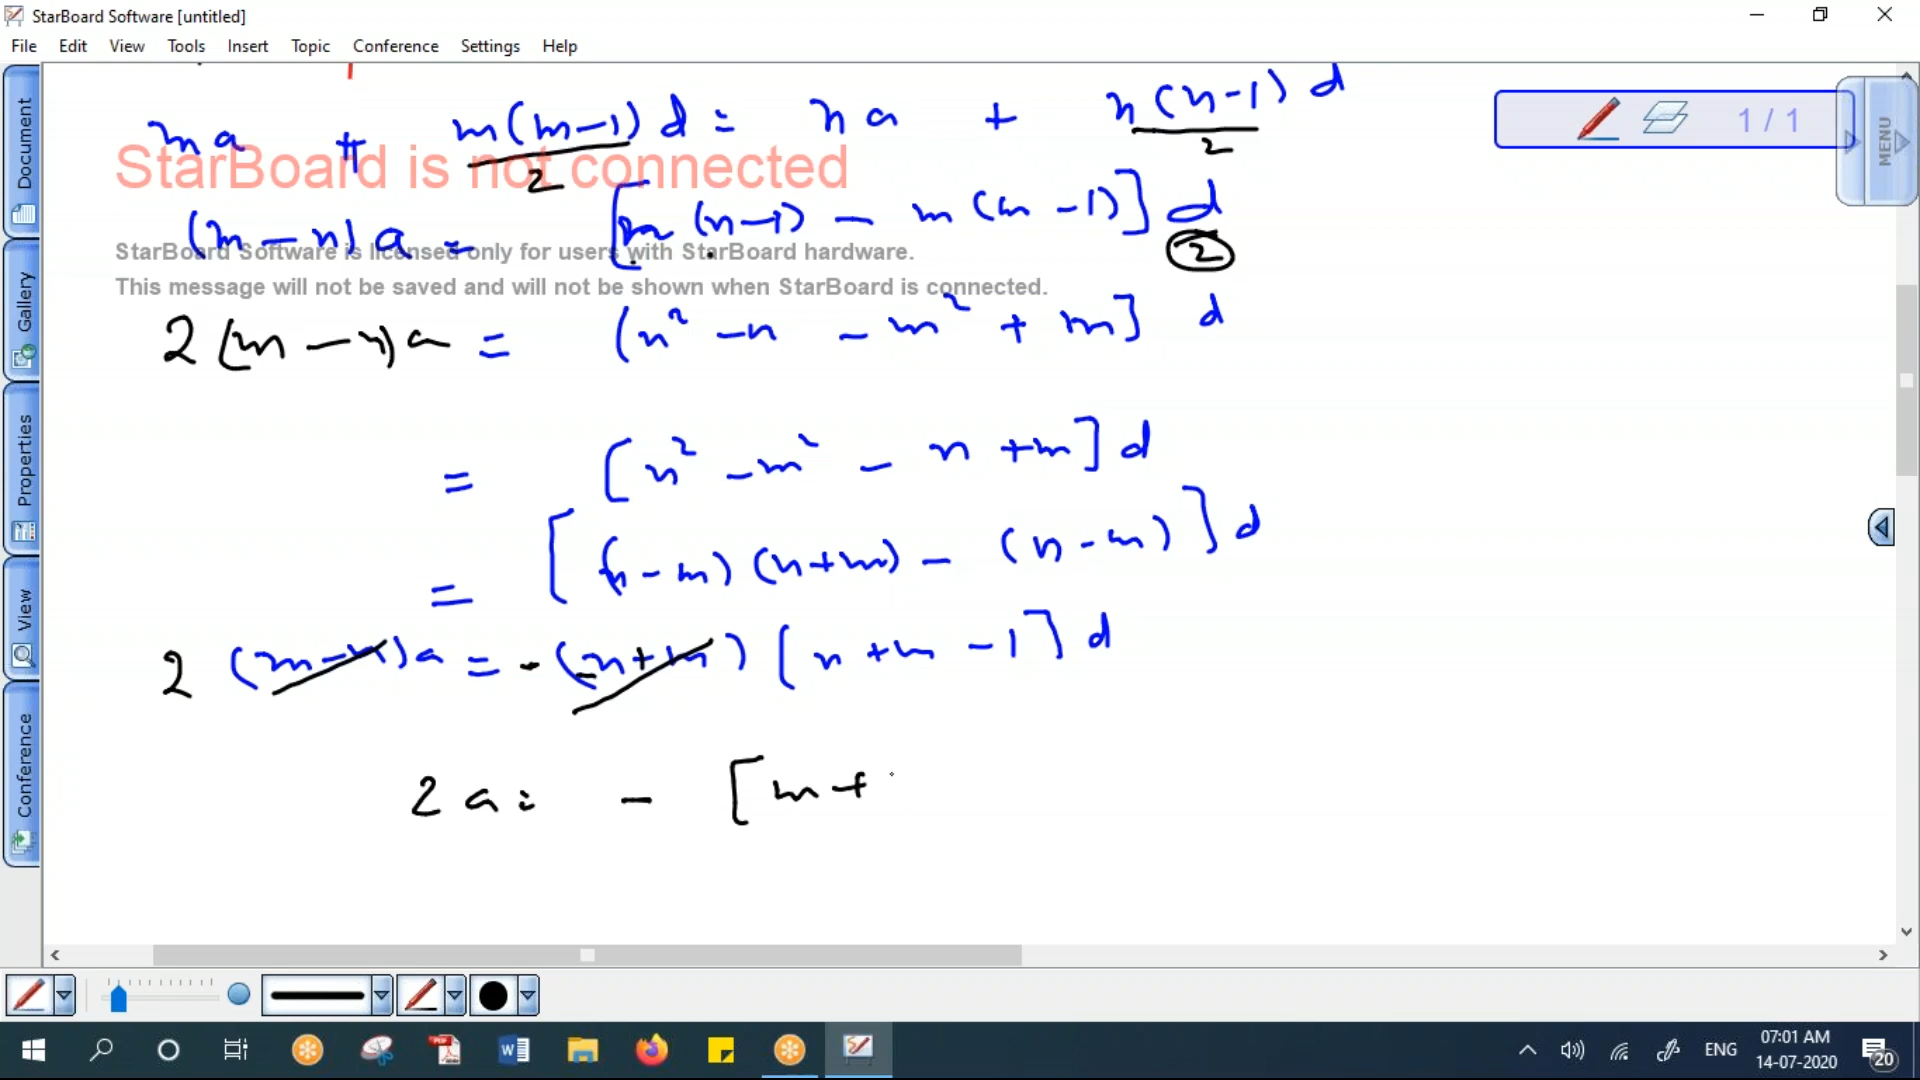 StarBoard Software [untitled]
File Edit View Tools Insert Topic Conference Settings Help
ma + m(m-1)/2 d = na + n(n-1)/2 d
StarBoard is not connected
(m-n)a = [n(n-1) - m(m-1)] d/2
StarBoard Software is licensed only for users with StarBoard hardware.
This message will not be saved and will not be shown when StarBoard is connected.
2(m-n)a = (n² - n - m² + m] d
= [n² - m² - n + m] d
= [(n-m)(n+m) - (n-m)] d
2 (m-n)a = -(-n+m) [n+m-1] d
2a = - [m+
1 / 1
MENU
Document
Gallery
Properties
View
Conference
ENG
07:01 AM
14-07-2020
20